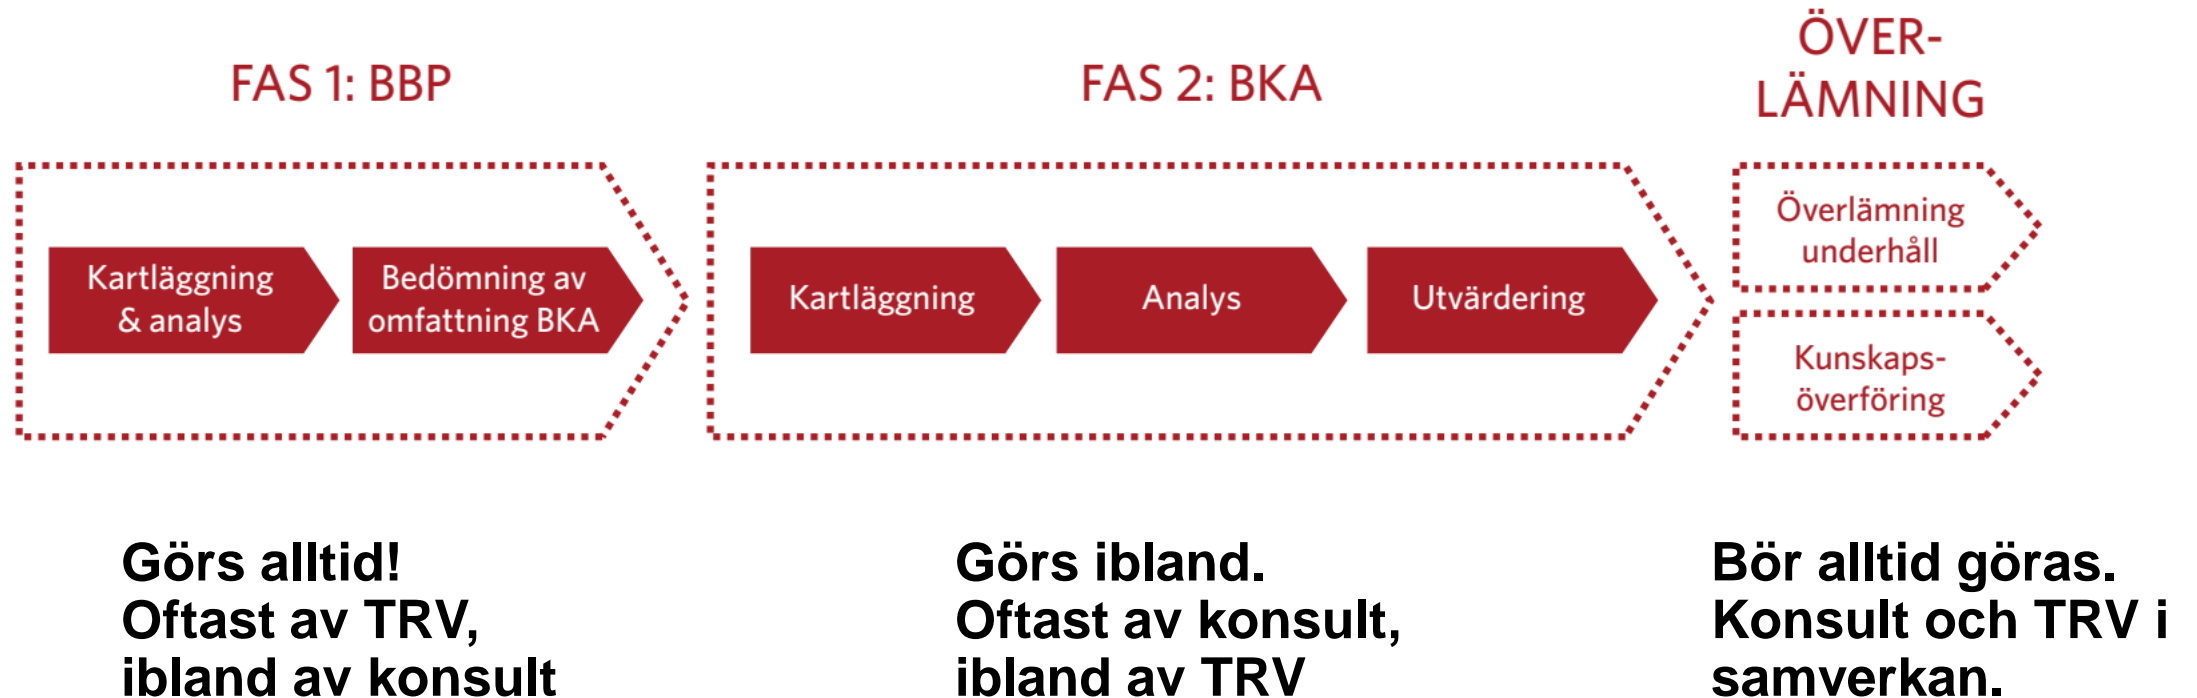 FAS 1: BBP
Kartläggning
& analys
Bedömning av
omfattning BKA
Görs alltid!
Oftast av TRV,
ibland av konsult
FAS 2: BKA
Kartläggning
Analys
Utvärdering
Görs ibland.
Oftast av konsult,
ibland av TRV
ÖVER-
LÄMNING
Överlämning
underhåll
Kunskaps-
överföring
Bör alltid göras.
Konsult och TRV i
samverkan.